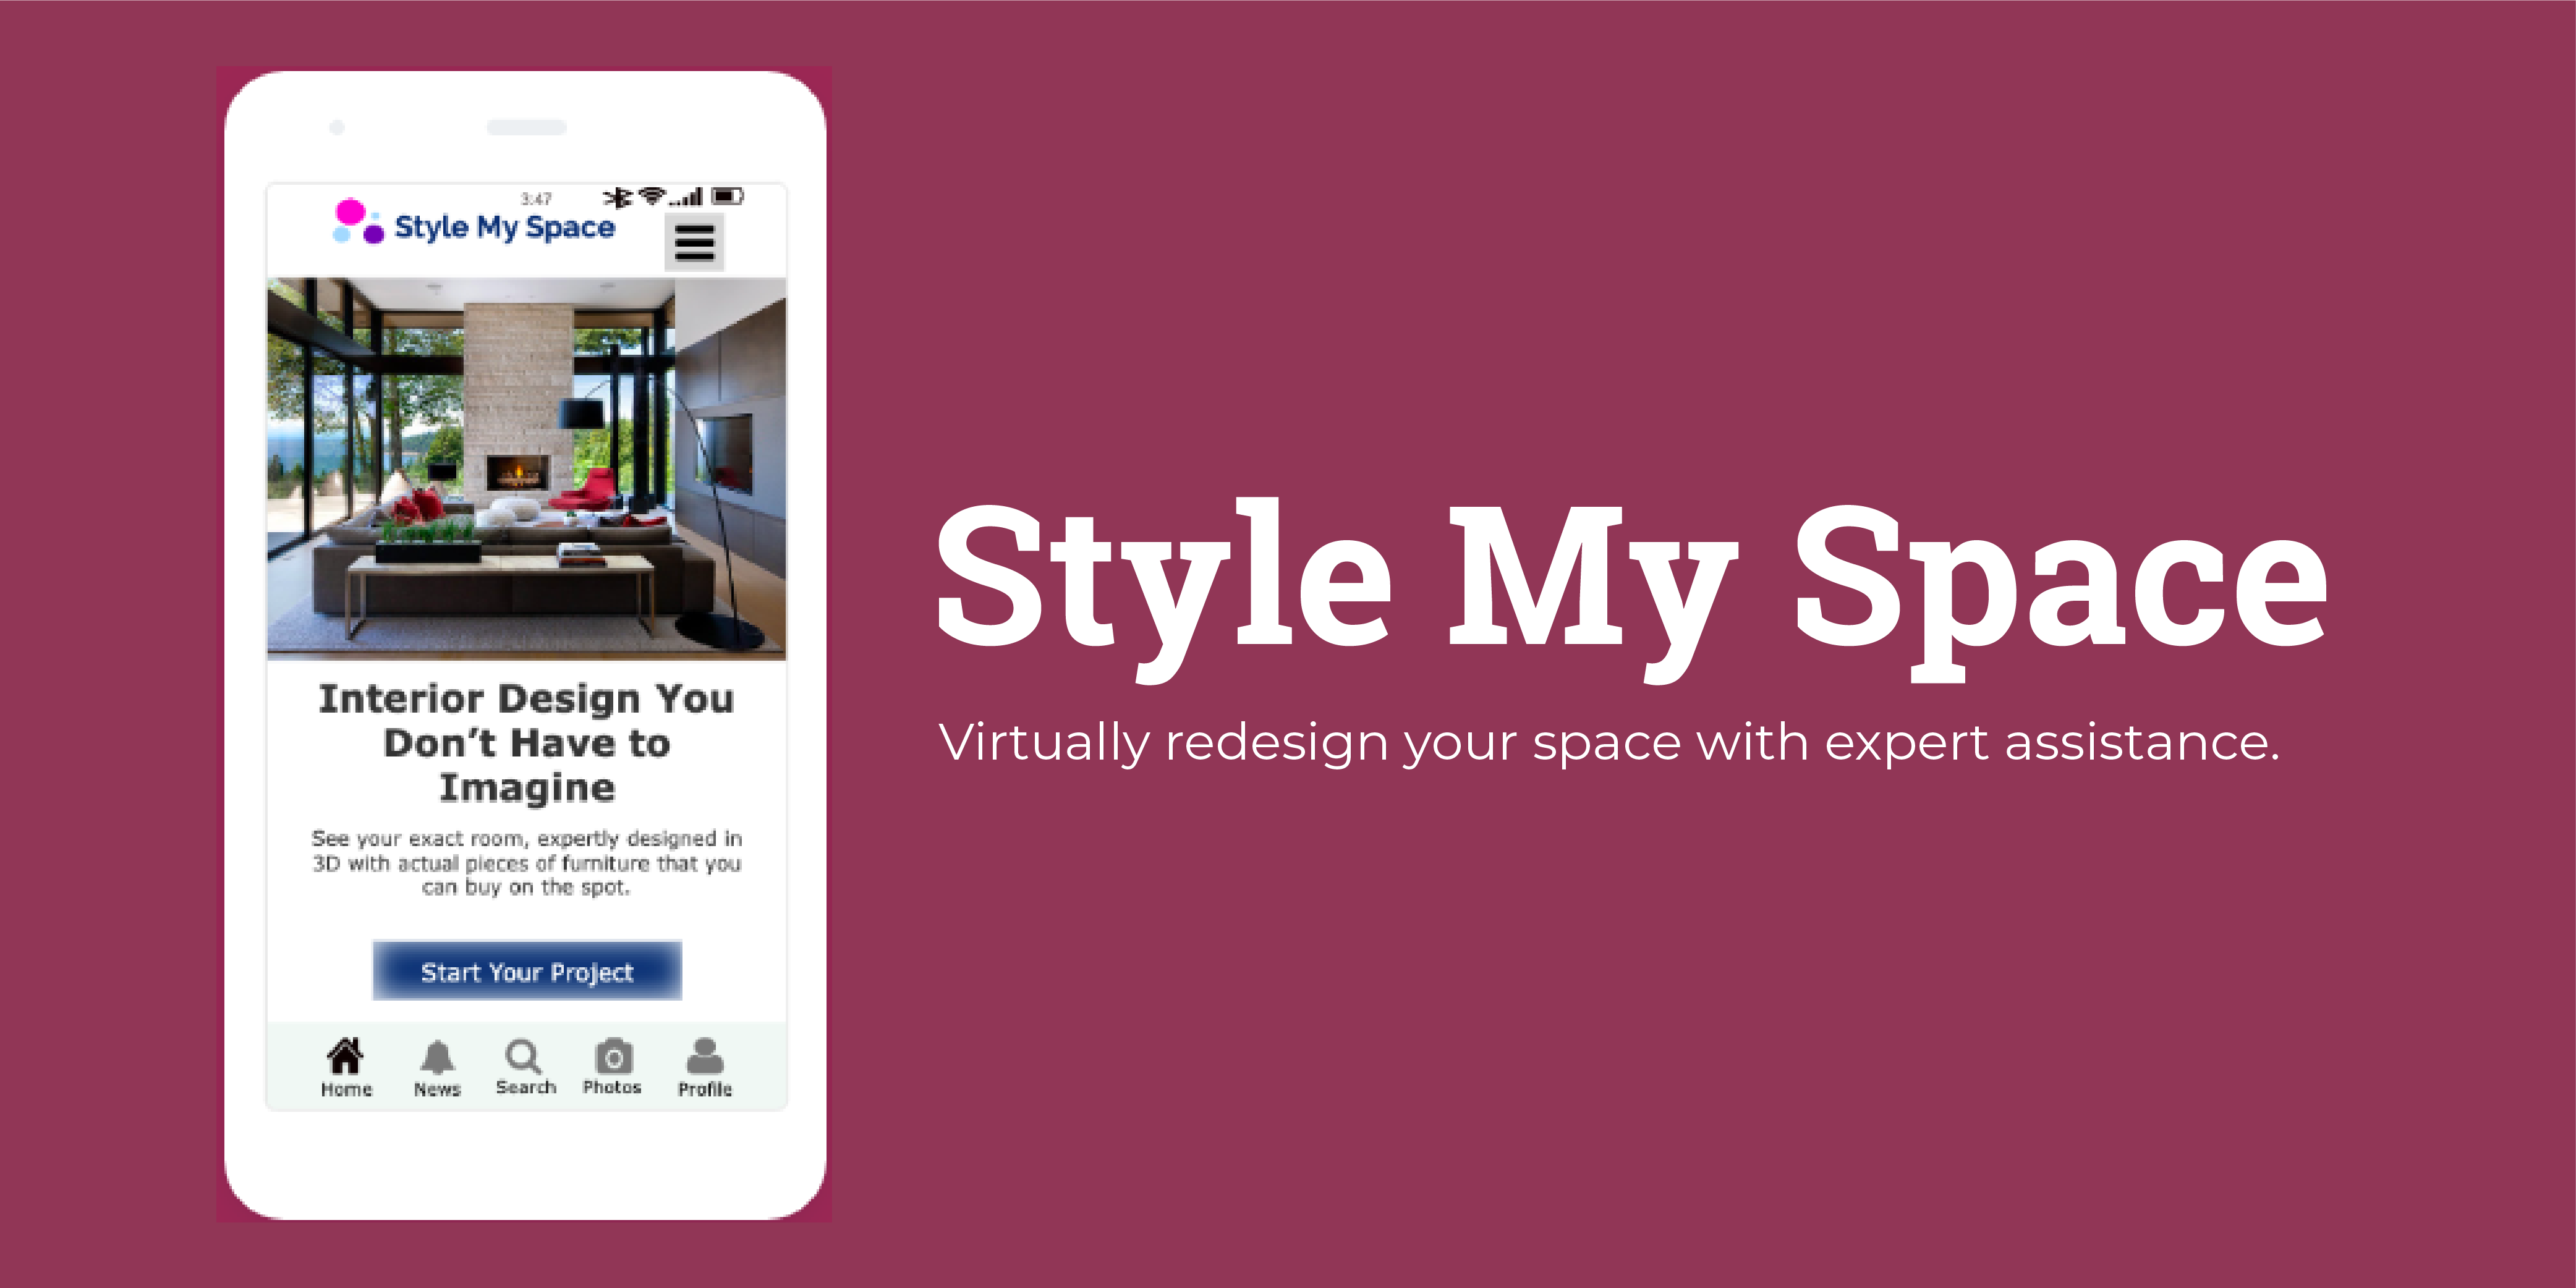 3:47
Style My Space
Interior Design You
Don’t Have to
Imagine
See your exact room, expertly designed in
3D with actual pieces of furniture that you
can buy on the spot.
Start Your Project
Home News Search Photos Profile
Style My Space
Virtually redesign your space with expert assistance.